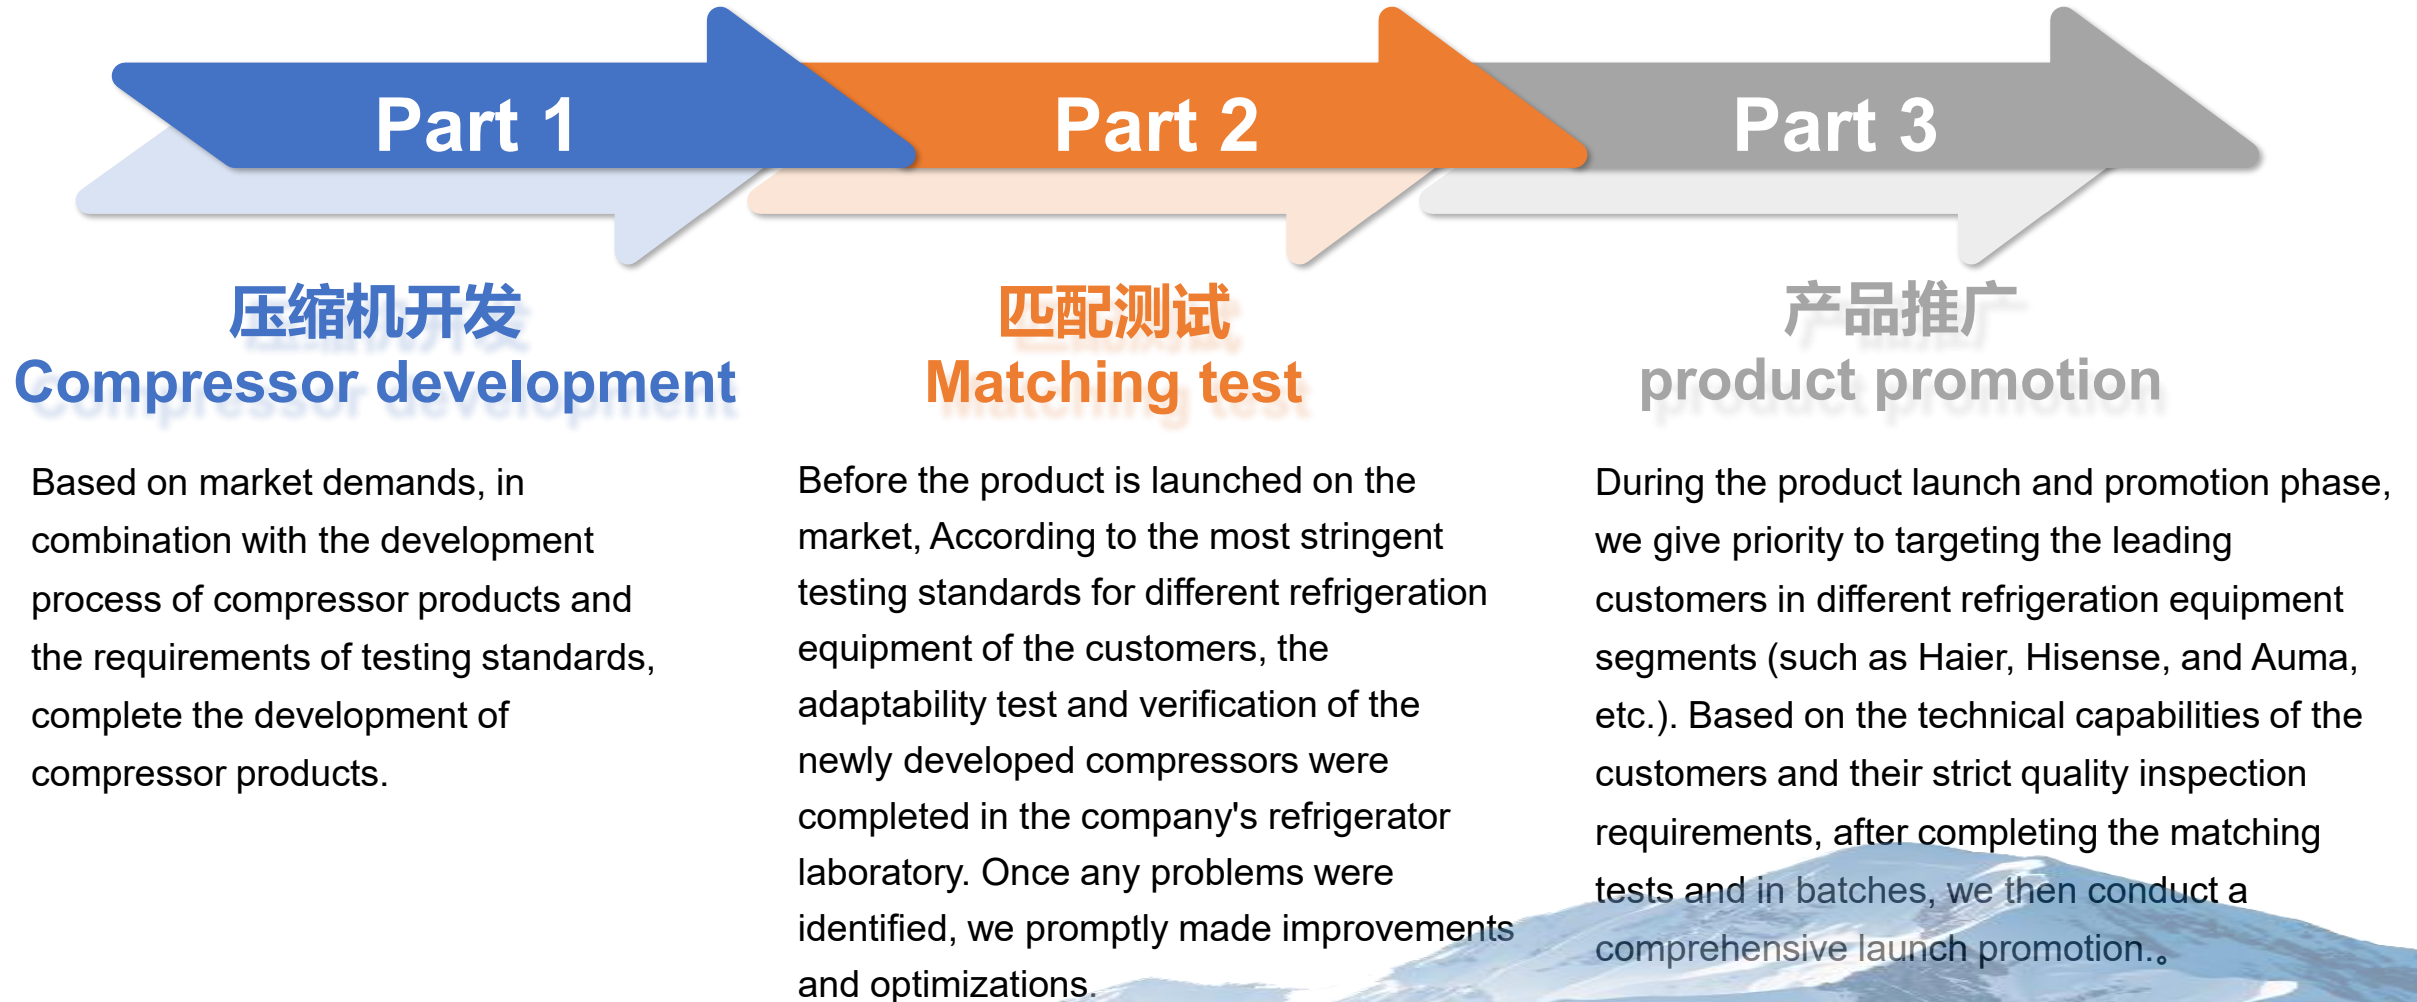 Part 1
Part 2
Part 3
压缩机开发
Compressor development
Based on market demands, in
combination with the development
process of compressor products and
the requirements of testing standards,
complete the development of
compressor products.
匹配测试
Matching test
Before the product is launched on the
market, According to the most stringent
testing standards for different refrigeration
equipment of the customers, the
adaptability test and verification of the
newly developed compressors were
completed in the company's refrigerator
laboratory. Once any problems were
identified, we promptly made improvements
and optimizations.
产品推广
product promotion
During the product launch and promotion phase,
we give priority to targeting the leading
customers in different refrigeration equipment
segments (such as Haier, Hisense, and Auma,
etc.). Based on the technical capabilities of the
customers and their strict quality inspection
requirements, after completing the matching
tests and in batches, we then conduct a
comprehensive launch promotion.。